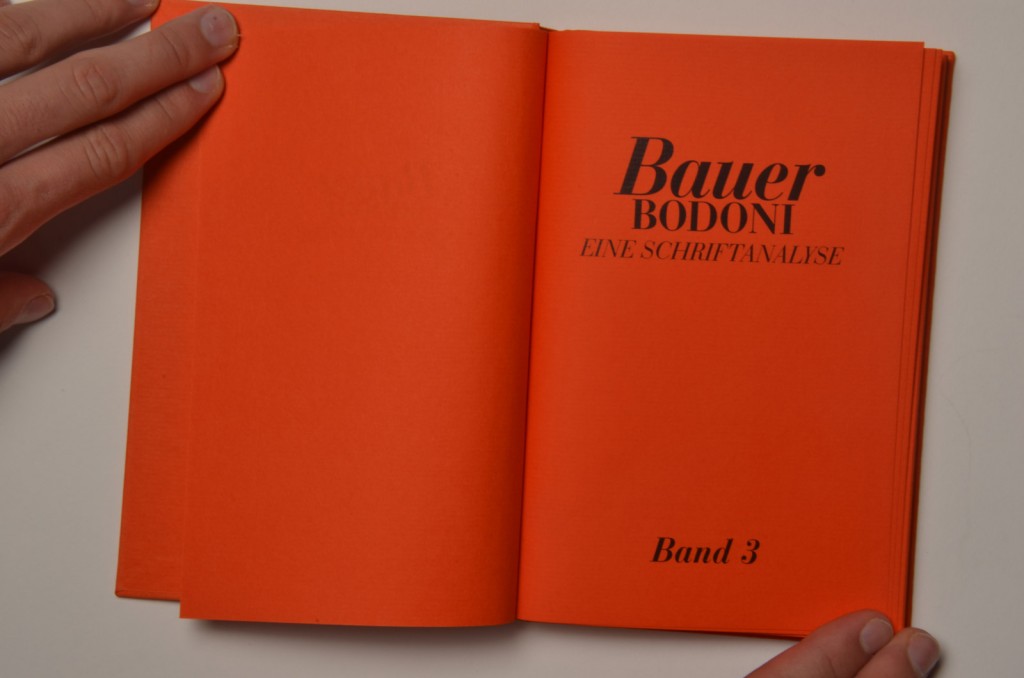 Bauer
BODONI
EINE SCHRIFTANALYSE
Band 3